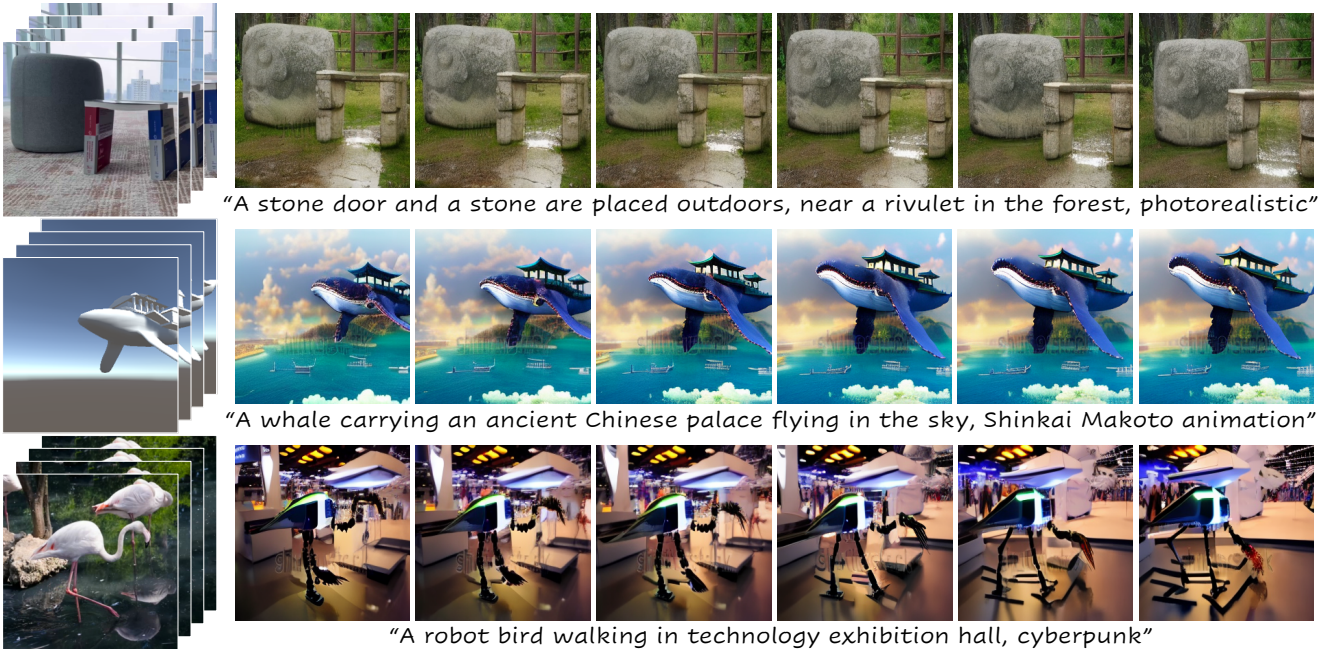 “A stone door and a stone are placed outdoors, near a rivulet in the forest, photorealistic”
“A whale carrying an ancient Chinese palace flying in the sky, Shinkai Makoto animation”
“A robot bird walking in technology exhibition hall, cyberpunk”